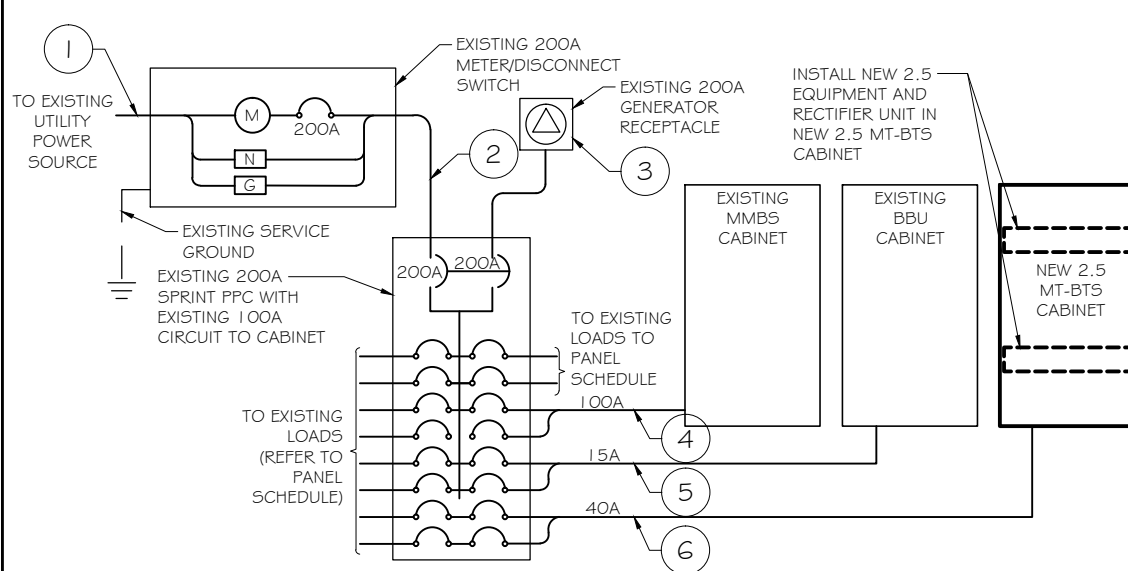 1
TO EXISTING
UTILITY
POWER
SOURCE
M
200A
N
G
EXISTING 200A
METER/DISCONNECT
SWITCH
EXISTING 200A
GENERATOR
RECEPTACLE
2
3
EXISTING SERVICE
GROUND
EXISTING 200A
SPRINT PPC WITH
EXISTING 100A
CIRCUIT TO CABINET
200A
200A
INSTALL NEW 2.5
EQUIPMENT AND
RECTIFIER UNIT IN
NEW 2.5 MT-BTS
CABINET
EXISTING
MMBS
CABINET
EXISTING
BBU
CABINET
NEW 2.5
MT-BTS
CABINET
TO EXISTING
LOADS TO
PANEL
SCHEDULE
TO EXISTING
LOADS
(REFER TO
PANEL
SCHEDULE)
100A
4
15A
5
40A
6